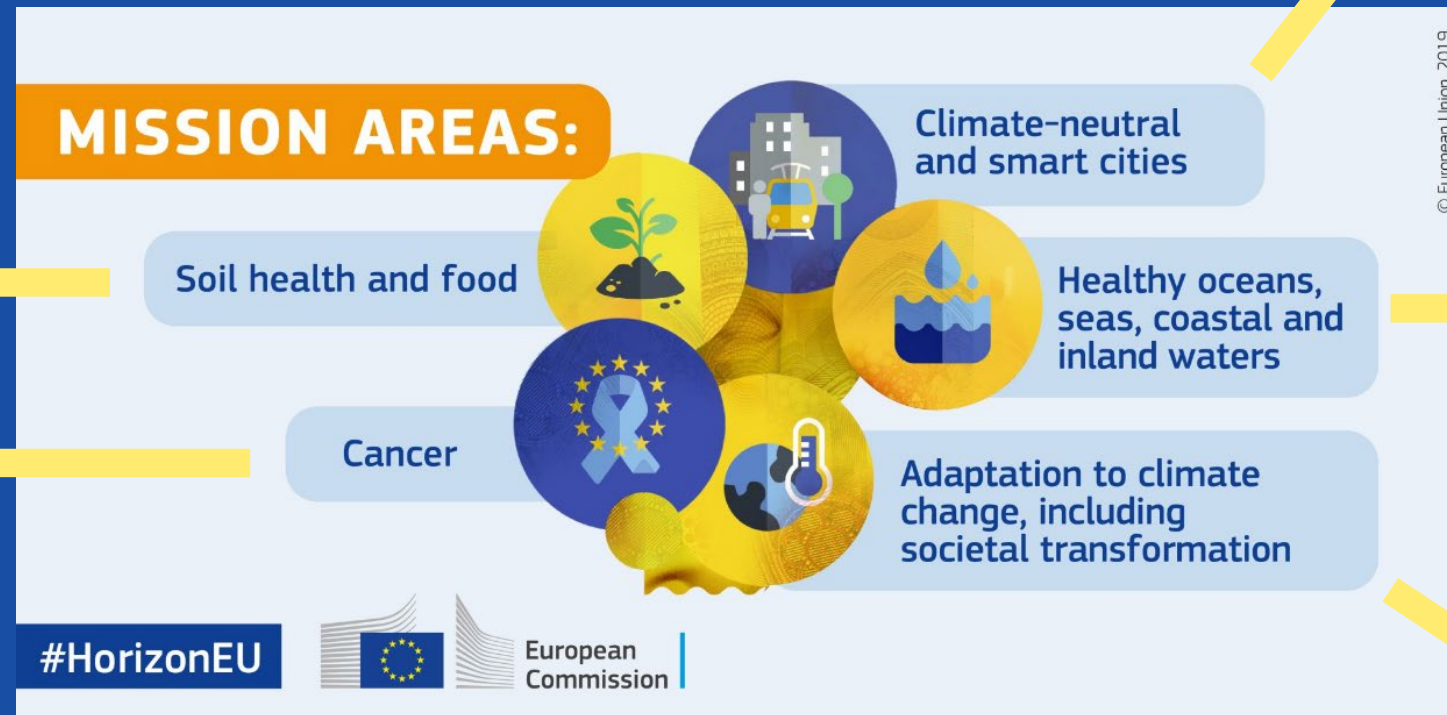 MISSION AREAS:
Climate-neutral
and smart cities
Soil health and food
Healthy oceans,
seas, coastal and
inland waters
Cancer
Adaptation to climate
change, including
societal transformation
#HorizonEU
European
Commission
© European Union, 2019